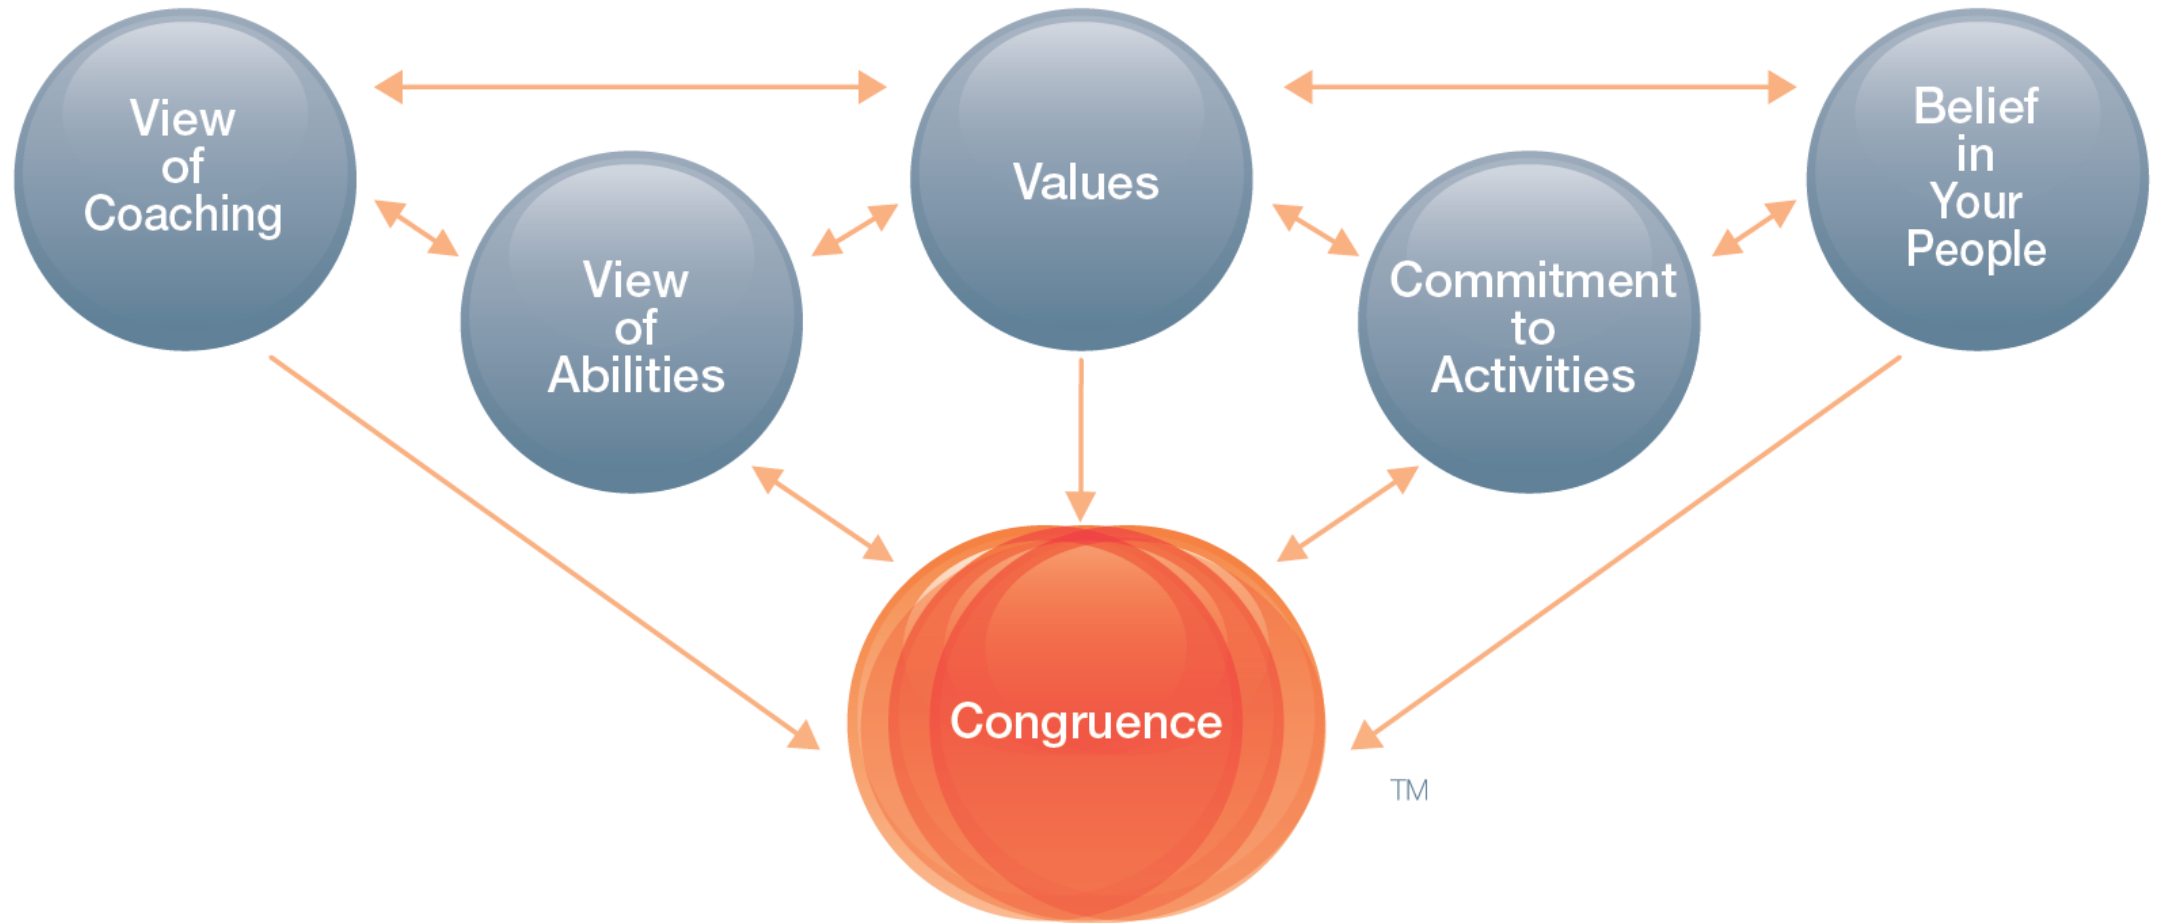 View
of
Coaching
View
of
Abilities
Values
Commitment
to
Activities
Belief
in
Your
People
Congruence
TM